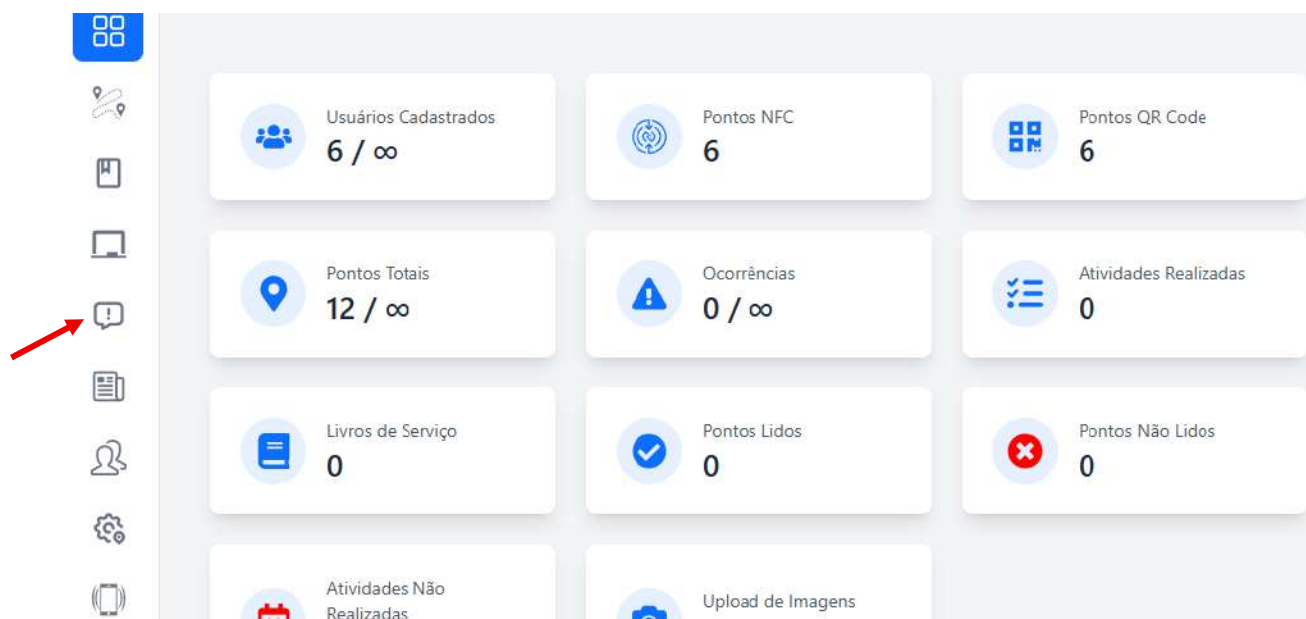 Usuários Cadastrados
6 / ∞
Pontos NFC
6
Pontos QR Code
6
Pontos Totais
12 / ∞
Ocorrências
0 / ∞
Atividades Realizadas
0
Livros de Serviço
0
Pontos Lidos
0
Pontos Não Lidos
0
Atividades Não
Realizadas
Upload de Imagens